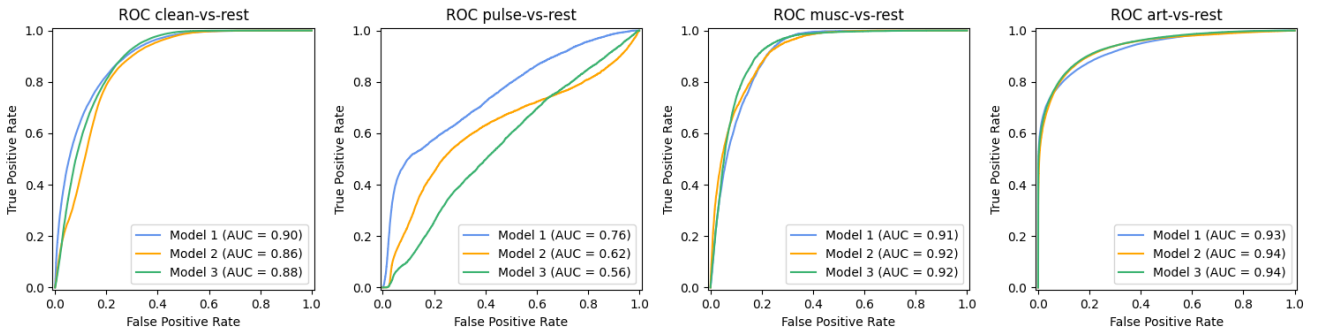 ROC clean-vs-rest
True Positive Rate
1.0
0.8
0.6
0.4
0.2
0.0
Model 1 (AUC = 0.90)
Model 2 (AUC = 0.86)
Model 3 (AUC = 0.88)
0.0 0.2 0.4 0.6 0.8 1.0
False Positive Rate
ROC pulse-vs-rest
True Positive Rate
1.0
0.8
0.6
0.4
0.2
0.0
Model 1 (AUC = 0.76)
Model 2 (AUC = 0.62)
Model 3 (AUC = 0.56)
0.0 0.2 0.4 0.6 0.8 1.0
False Positive Rate
ROC musc-vs-rest
True Positive Rate
1.0
0.8
0.6
0.4
0.2
0.0
Model 1 (AUC = 0.91)
Model 2 (AUC = 0.92)
Model 3 (AUC = 0.92)
0.0 0.2 0.4 0.6 0.8 1.0
False Positive Rate
ROC art-vs-rest
True Positive Rate
1.0
0.8
0.6
0.4
0.2
0.0
Model 1 (AUC = 0.93)
Model 2 (AUC = 0.94)
Model 3 (AUC = 0.94)
0.0 0.2 0.4 0.6 0.8 1.0
False Positive Rate